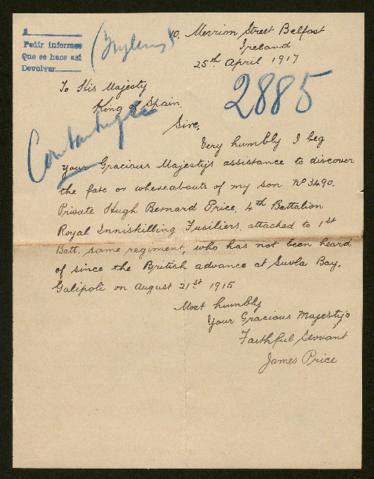 A
Pedir informes
Que se hace así
Devolver
(Inglens)
10, Merrion Street Belfast
Ireland
25th April 1917
To His Majesty
King of Spain.
2885
Sire,
Very humbly I beg
your Gracious Majesty's assistance to discover
the fate or whereabouts of my son No 3490.
Private Hugh Bernard Price, 4th Battalion
Royal Inniskilling Fusiliers, attached to 1st
Batt. same regiment, who has not been heard
of since the British advance at Suvla Bay,
Galipoli on August 21st 1915
Most humbly
Your Gracious Majesty's
Faithful Servant
James Price